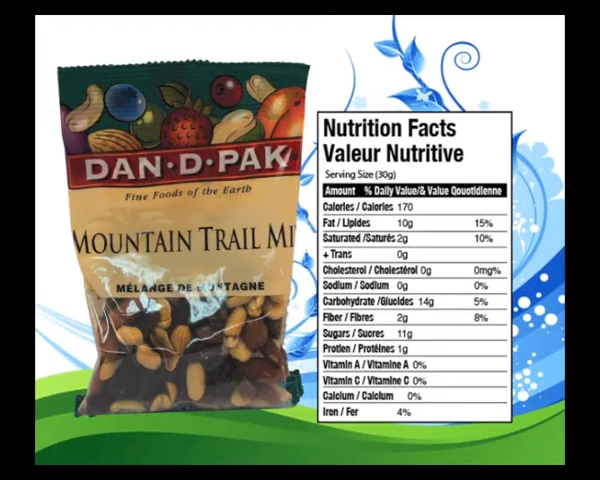 DAN·D·PAK
Fine Foods of the Earth
MOUNTAIN TRAIL MI
MÉLANGE DE MONTAGNE
Nutrition Facts
Valeur Nutritive
Serving Size (30g)
Amount % Daily Value/& Value Qouotidienne
Calories / Calories 170
Fat / Lipides 10g 15%
Saturated /Saturés 2g 10%
+ Trans 0g
Cholesterol / Cholestérol 0g 0mg%
Sodium / Sodium 0g 0%
Carbohydrate /Glucides 14g 5%
Fiber / Fibres 2g 8%
Sugars / Sucres 11g
Protien / Protéines 1g
Vitamin A / Vitamine A 0%
Vitamin C / Vitamine C 0%
Calcium / Calcium 0%
Iron / Fer 4%